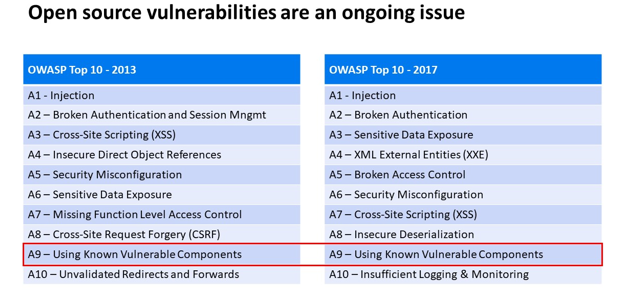 Open source vulnerabilities are an ongoing issue
OWASP Top 10 - 2013
A1 - Injection
A2 – Broken Authentication and Session Mngmt
A3 – Cross-Site Scripting (XSS)
A4 – Insecure Direct Object References
A5 – Security Misconfiguration
A6 – Sensitive Data Exposure
A7 – Missing Function Level Access Control
A8 – Cross-Site Request Forgery (CSRF)
A9 – Using Known Vulnerable Components
A10 – Unvalidated Redirects and Forwards
OWASP Top 10 - 2017
A1 - Injection
A2 – Broken Authentication
A3 – Sensitive Data Exposure
A4 – XML External Entities (XXE)
A5 – Broken Access Control
A6 – Security Misconfiguration
A7 – Cross-Site Scripting (XSS)
A8 – Insecure Deserialization
A9 – Using Known Vulnerable Components
A10 – Insufficient Logging & Monitoring